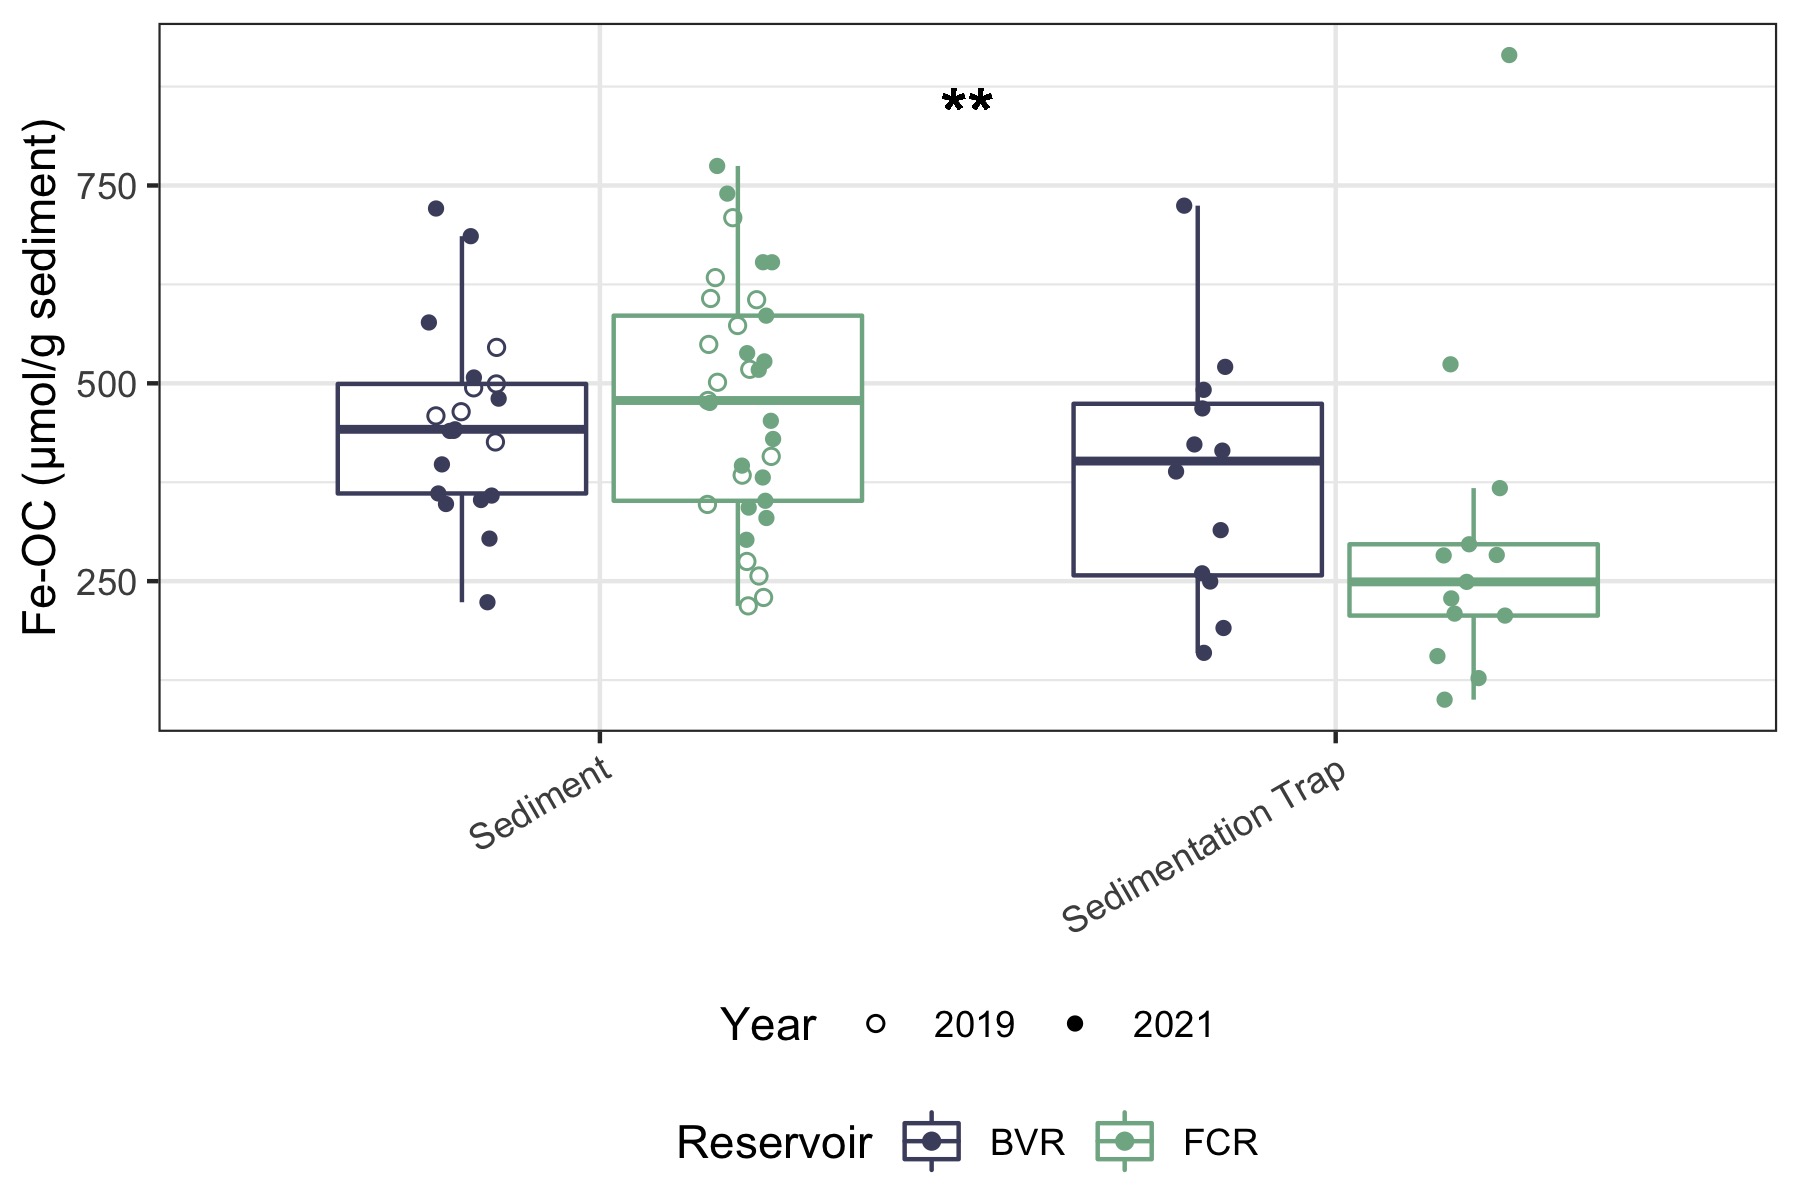 **
Fe-OC (µmol/g sediment)
750
500
250
Sediment
Sedimentation Trap
Year 2019 2021
Reservoir BVR FCR